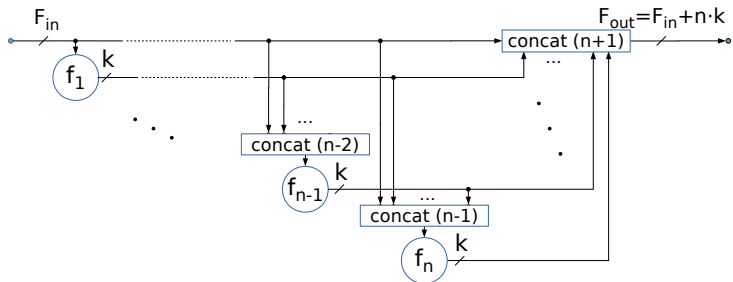 F_in
F_out=F_in+n·k
concat (n+1)
...
f_1
k
...
concat (n-2)
f_n-1
k
...
concat (n-1)
f_n
k